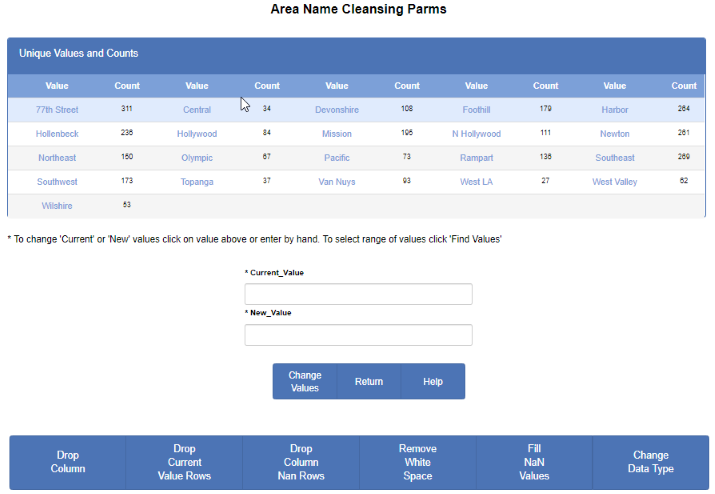 Area Name Cleansing Parms
Unique Values and Counts
Value Count Value Count Value Count Value Count Value Count
77th Street 311 Central 34 Devonshire 108 Foothill 179 Harbor 264
Hollenbeck 236 Hollywood 84 Mission 195 N Hollywood 111 Newton 261
Northeast 160 Olympic 67 Pacific 73 Rampart 136 Southeast 269
Southwest 173 Topanga 37 Van Nuys 93 West LA 27 West Valley 62
Wilshire 53
* To change 'Current' or 'New' values click on value above or enter by hand. To select range of values click 'Find Values'
* Current_Value
* New_Value
Change
Values
Return
Help
Drop
Column
Drop
Current
Value Rows
Drop
Column
Nan Rows
Remove
White
Space
Fill
NaN
Values
Change
Data Type